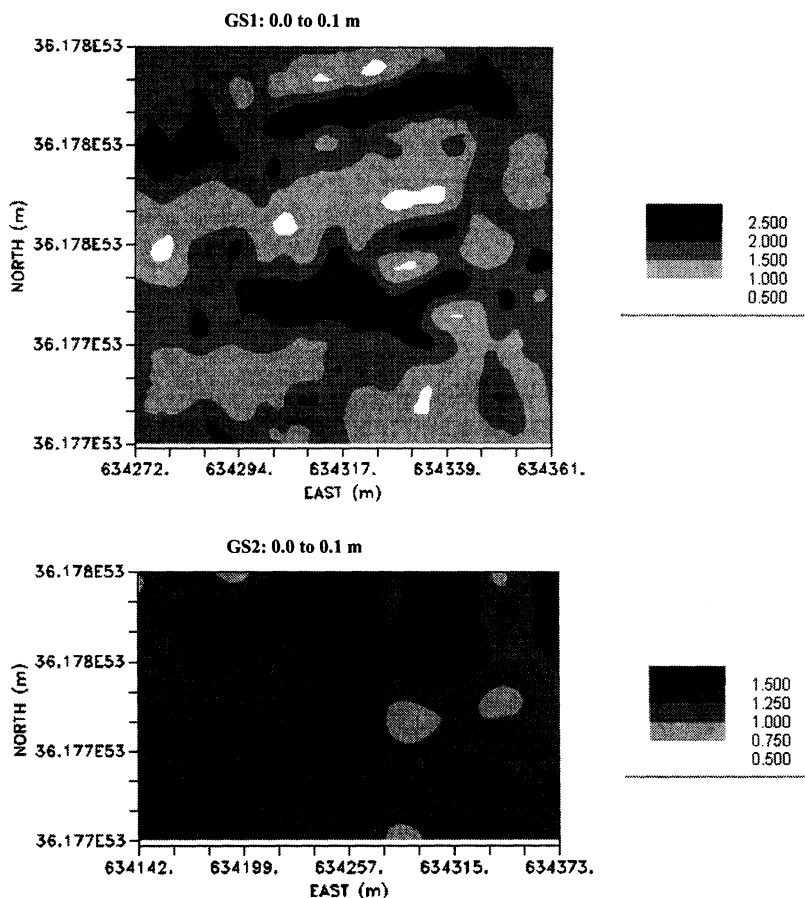 GS1: 0.0 to 0.1 m
36.178E53
36.178E53
36.178E53
36.177E53
36.177E53
NORTH (m)
634272. 634294. 634317. 634339. 634361.
EAST (m)
2.500
2.000
1.500
1.000
0.500
GS2: 0.0 to 0.1 m
36.178E53
36.178E53
36.177E53
36.177E53
NORTH (m)
634142. 634199. 634257. 634315. 634373.
EAST (m)
1.500
1.250
1.000
0.750
0.500